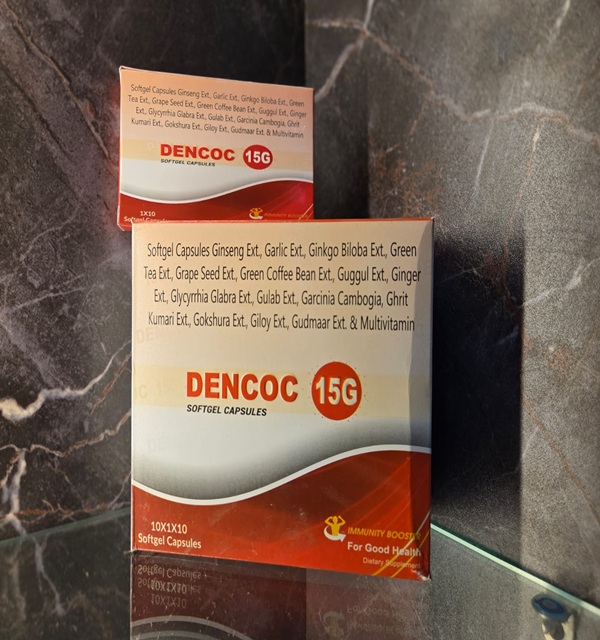 Softgel Capsules Ginseng Ext., Garlic Ext., Ginkgo Biloba Ext., Green
Tea Ext., Grape Seed Ext., Green Coffee Bean Ext., Guggul Ext., Ginger
Ext., Glycyrrhia Glabra Ext., Gulab Ext., Garcinia Cambogia, Ghrit
Kumari Ext., Gokshura Ext., Giloy Ext., Gudmaar Ext. & Multivitamin
DENCOC 15G
SOFTGEL CAPSULES
1X10
Softgel Capsules
IMMUNITY BOOSTER
Softgel Capsules Ginseng Ext., Garlic Ext., Ginkgo Biloba Ext., Green
Tea Ext., Grape Seed Ext., Green Coffee Bean Ext., Guggul Ext., Ginger
Ext., Glycyrrhia Glabra Ext., Gulab Ext., Garcinia Cambogia, Ghrit
Kumari Ext., Gokshura Ext., Giloy Ext., Gudmaar Ext. & Multivitamin
DENCOC 15G
SOFTGEL CAPSULES
10X1X10
Softgel Capsules
IMMUNITY BOOSTER
For Good Health
Dietary Supplement